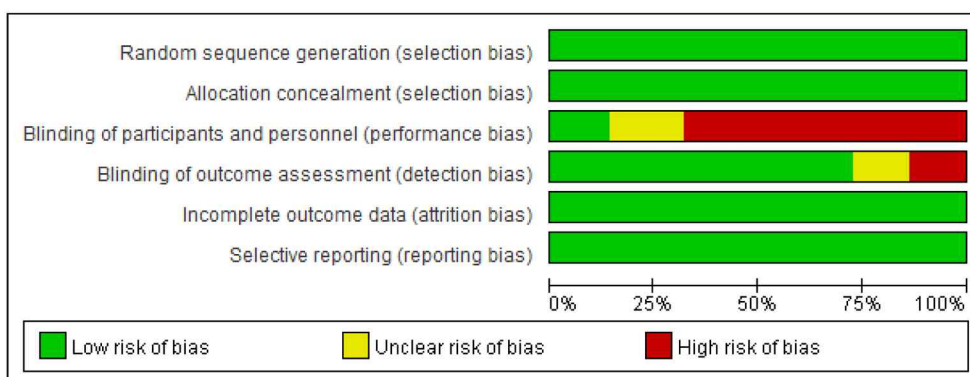 Random sequence generation (selection bias)
Allocation concealment (selection bias)
Blinding of participants and personnel (performance bias)
Blinding of outcome assessment (detection bias)
Incomplete outcome data (attrition bias)
Selective reporting (reporting bias)
0% 25% 50% 75% 100%
Low risk of bias Unclear risk of bias High risk of bias